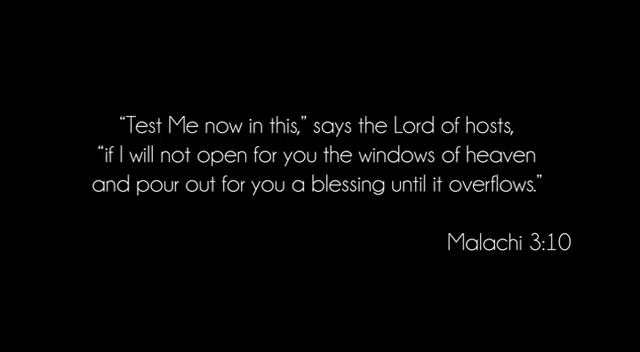 “Test Me now in this,” says the Lord of hosts,
“if I will not open for you the windows of heaven
and pour out for you a blessing until it overflows.”
Malachi 3:10